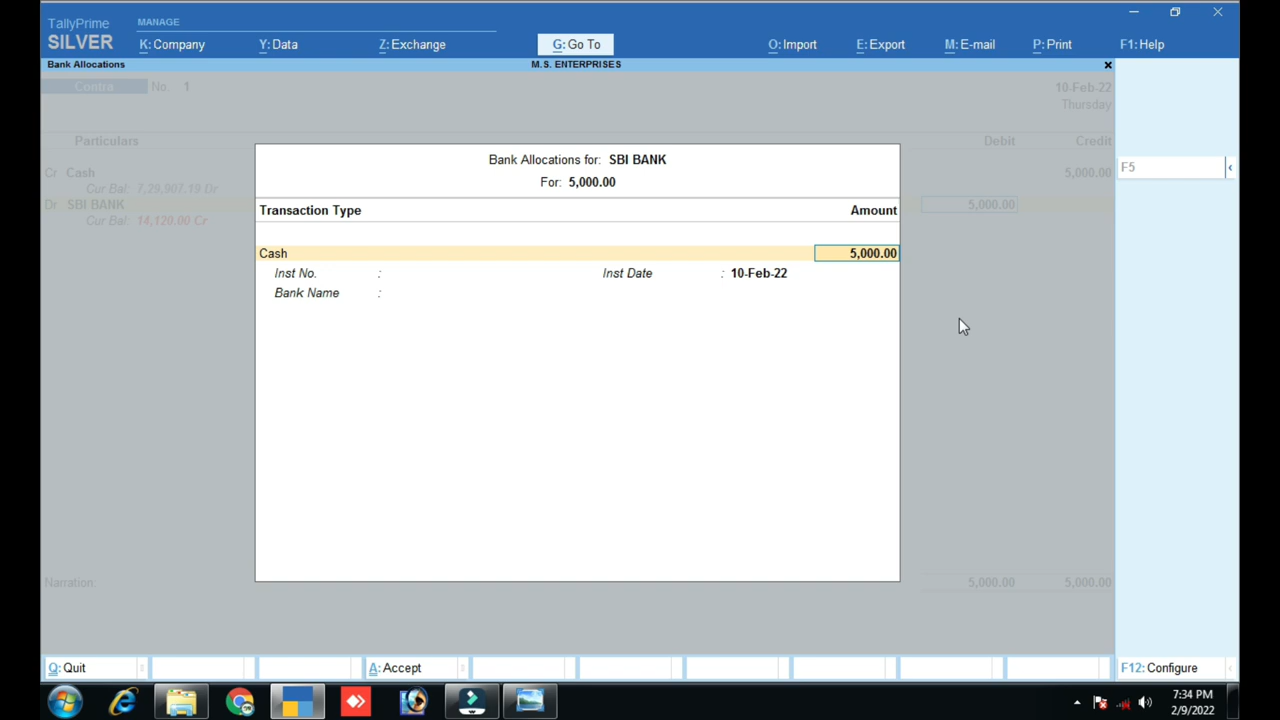 TallyPrime MANAGE
SILVER K: Company Y: Data Z: Exchange G: Go To O: Import E: Export M: E-mail P: Print F1: Help
Bank Allocations M.S. ENTERPRISES
Contra No. 1 10-Feb-22
Thursday
Particulars Debit Credit
Bank Allocations for: SBI BANK
For: 5,000.00
Cr Cash 5,000.00 F5
Cur Bal: 7,29,907.19 Dr
Dr SBI BANK 5,000.00
Cur Bal: 14,120.00 Cr
Transaction Type Amount
Cash 5,000.00
Inst No. : Inst Date : 10-Feb-22
Bank Name :
Narration: 5,000.00 5,000.00
Q: Quit A: Accept F12: Configure
7:34 PM
2/9/2022